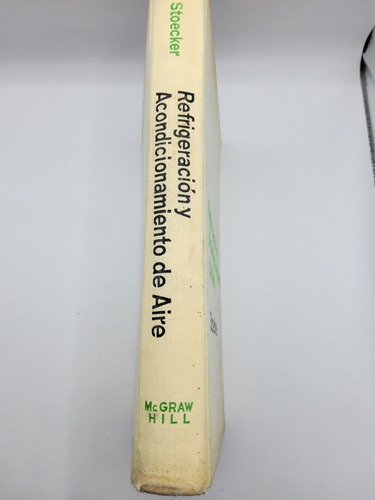 Stoecker
Refrigeración y
Acondicionamiento de Aire
McGRAW
HILL